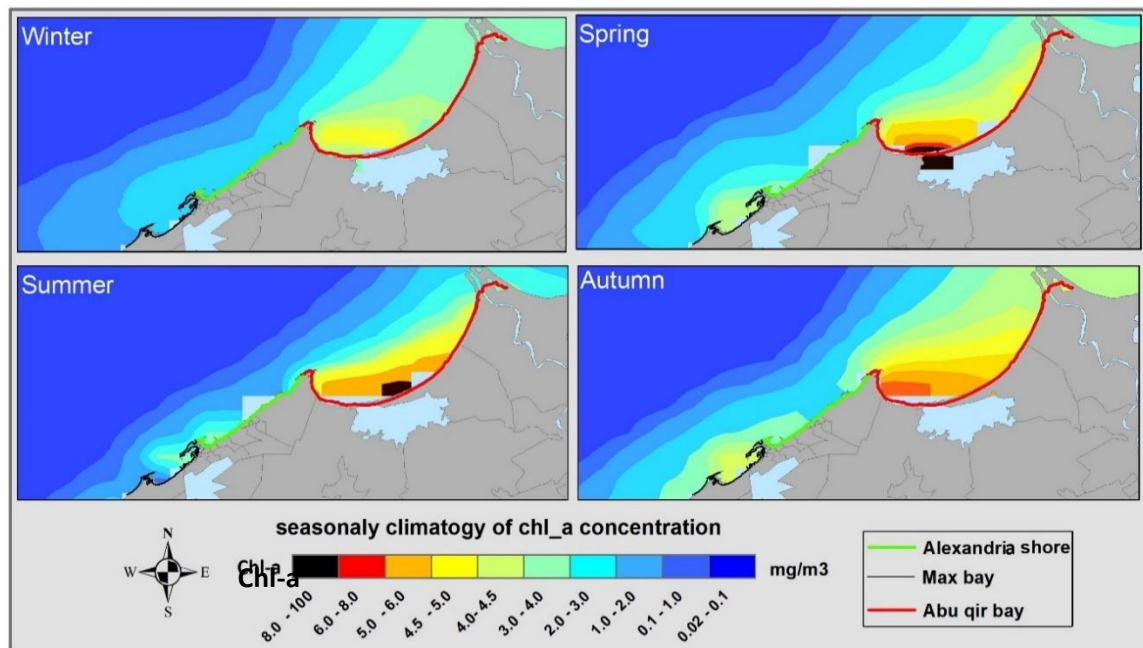 Winter
Spring
Summer
Autumn
seasonaly climatogy of chl_a concentration
Chl-a
Chl-a
mg/m3
8.0 - 100
6.0 - 8.0
5.0 - 6.0
4.5 - 5.0
4.0- 4.5
3.0 - 4.0
2.0 - 3.0
1.0 - 2.0
0.1 - 1.0
0.02 - 0.1
N
W
E
S
Alexandria shore
Max bay
Abu qir bay